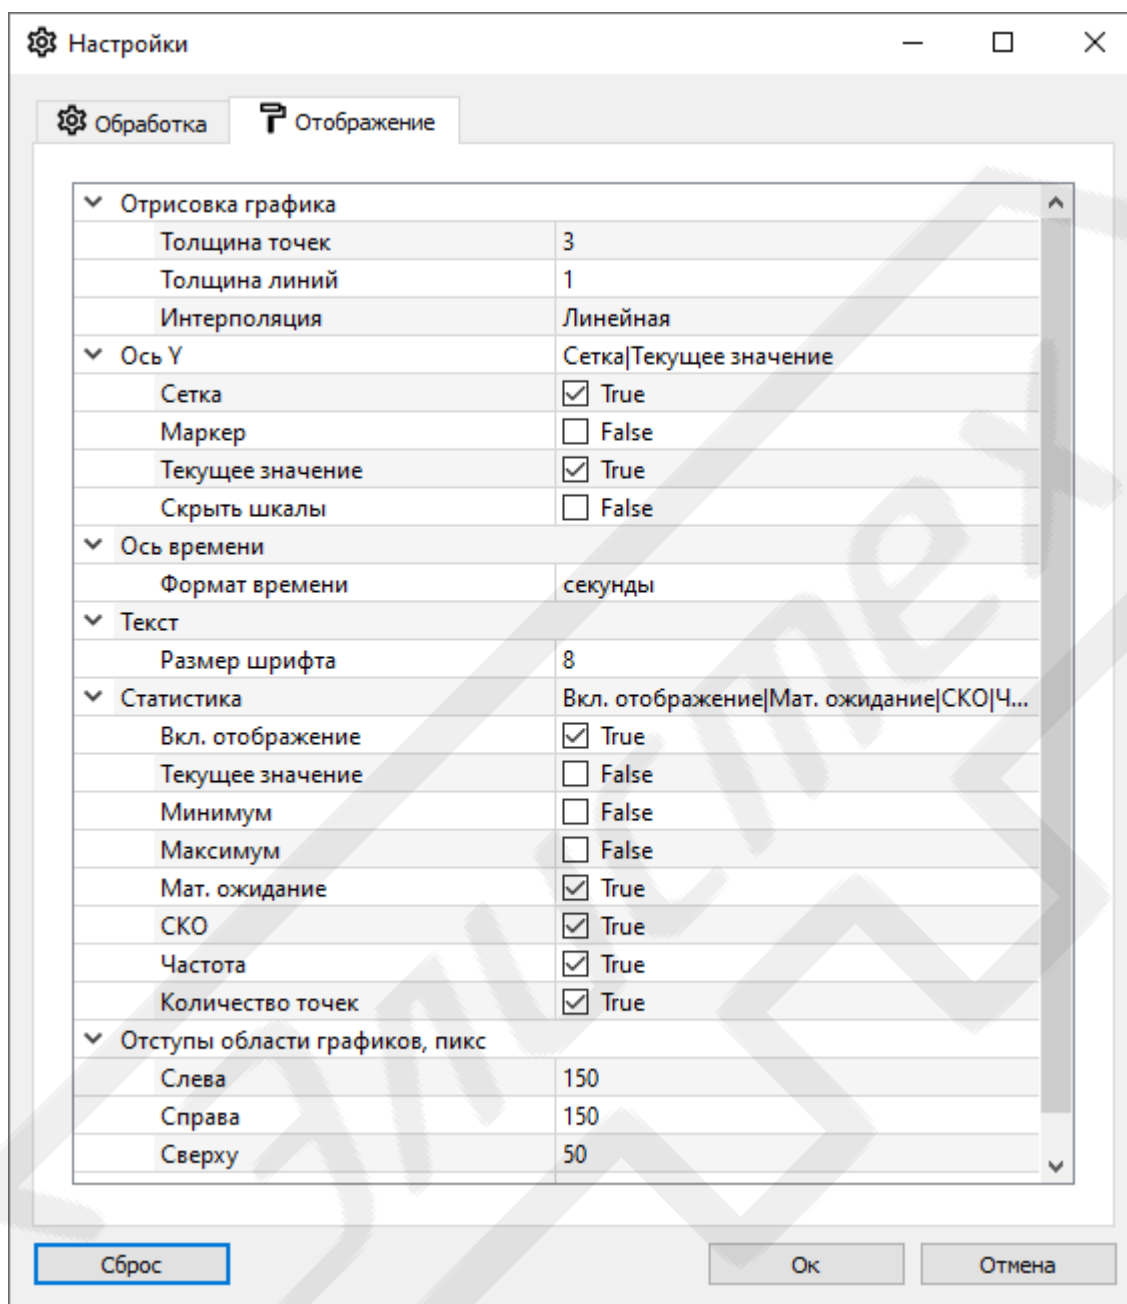 Настройки
Обработка Отображение
Отрисовка графика
Толщина точек 3
Толщина линий 1
Интерполяция Линейная
Ось Y Сетка|Текущее значение
Сетка True
Маркер False
Текущее значение True
Скрыть шкалы False
Ось времени
Формат времени секунды
Текст
Размер шрифта 8
Статистика Вкл. отображение|Мат. ожидание|СКО|Ч...
Вкл. отображение True
Текущее значение False
Минимум False
Максимум False
Мат. ожидание True
СКО True
Частота True
Количество точек True
Отступы области графиков, пикс
Слева 150
Справа 150
Сверху 50
Сброс Ок Отмена
Элистех